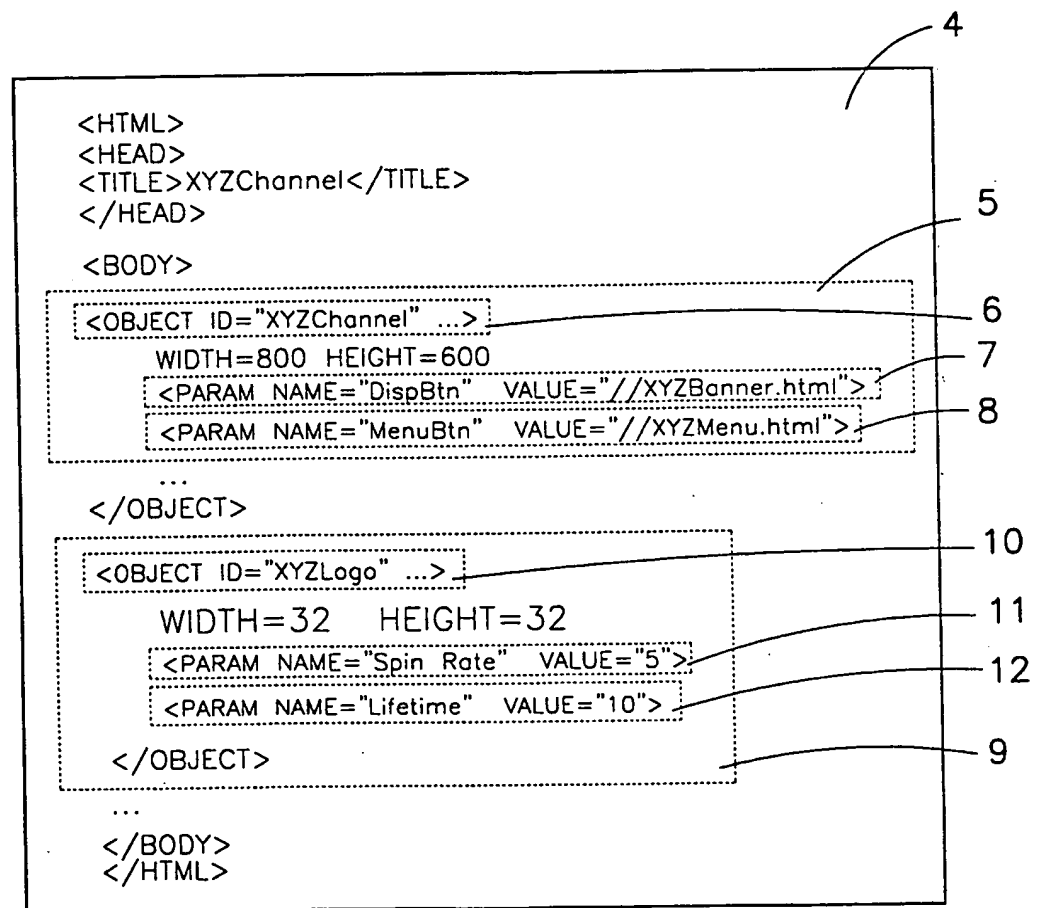 4
<HTML>
<HEAD>
<TITLE>XYZChannel</TITLE>
</HEAD>
5
<BODY>
<OBJECT ID="XYZChannel" ...>
6
WIDTH=800 HEIGHT=600
7
<PARAM NAME="DispBtn" VALUE="//XYZBanner.html">
8
<PARAM NAME="MenuBtn" VALUE="//XYZMenu.html">
...
</OBJECT>
10
<OBJECT ID="XYZLogo" ...>
11
WIDTH=32 HEIGHT=32
<PARAM NAME="Spin Rate" VALUE="5">
12
<PARAM NAME="Lifetime" VALUE="10">
9
</OBJECT>
...
</BODY>
</HTML>